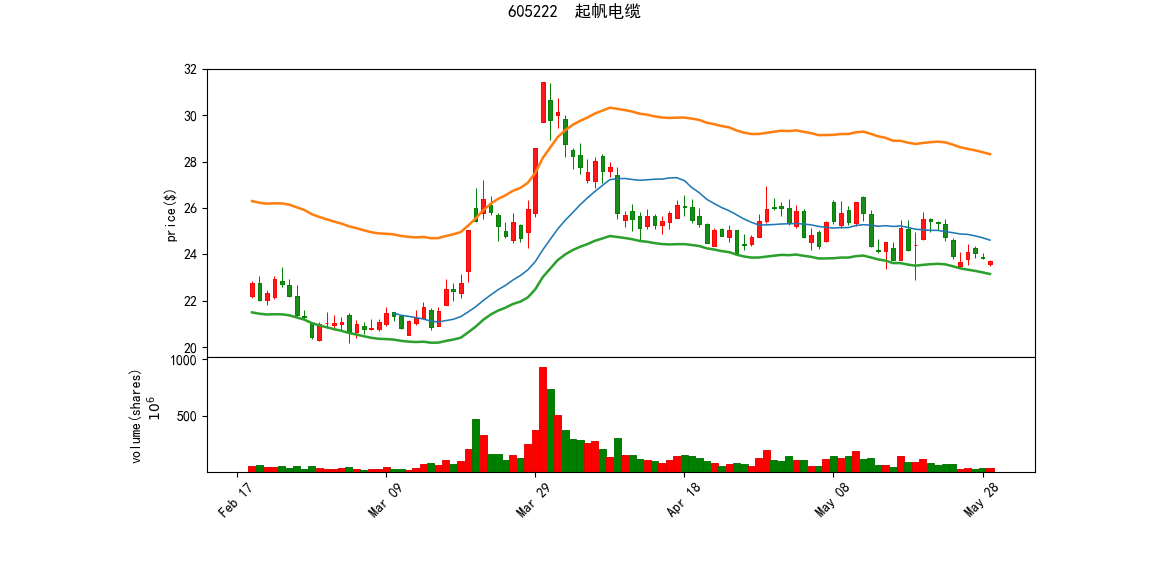 605222 起帆电缆
price($)
32
30
28
26
24
22
20
volume(shares)
10^6
1000
500
Feb 17
Mar 09
Mar 29
Apr 18
May 08
May 28